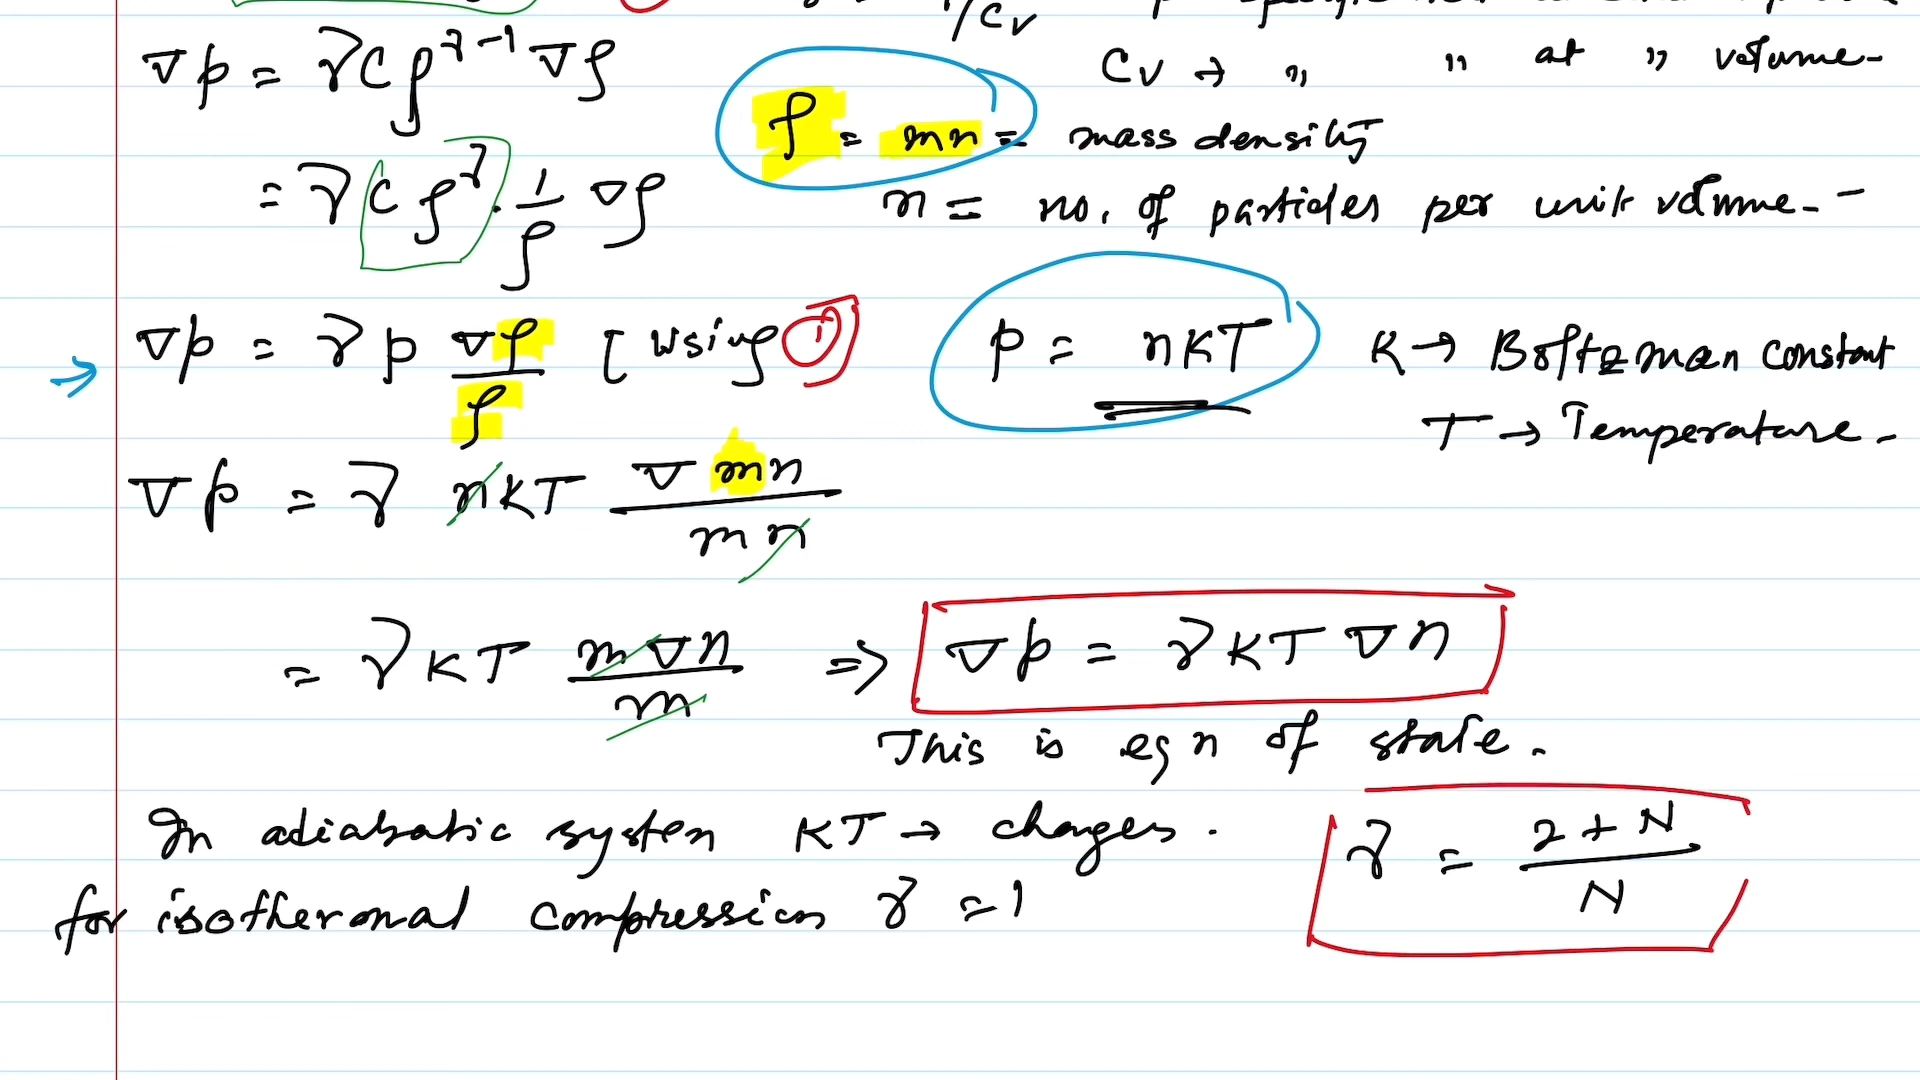 γ = /Cv
∇p = γCρ^γ-1 ∇ρ
Cv → " " at " volume-
ρ = mn = mass density
= γ Cρ^γ . 1/ρ ∇ρ
n = no. of particles per unit volume--
∇p = γ p ∇ρ/ρ [using ①
p = nKT K → Boltzman constant
T → Temperature-
∇p = γ nKT ∇mn/mn
= γKT m∇n/m ⇒ ∇p = γKT ∇n
This is eqn of state.
In adiabatic system KT → changes.
γ = 2+N/N
for isothermal compression γ = 1